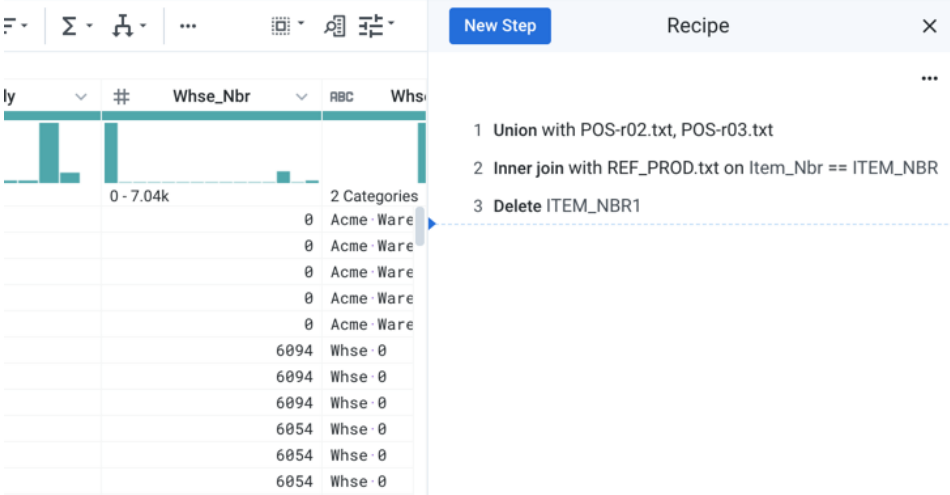 New Step
Recipe
ly
#
Whse_Nbr
ABC
Whs
0 - 7.04k
2 Categories
0 Acme·Ware
0 Acme·Ware
0 Acme·Ware
0 Acme·Ware
0 Acme·Ware
6094 Whse·0
6094 Whse·0
6094 Whse·0
6054 Whse·0
6054 Whse·0
6054 Whse·0
1 Union with POS-r02.txt, POS-r03.txt
2 Inner join with REF_PROD.txt on Item_Nbr == ITEM_NBR
3 Delete ITEM_NBR1